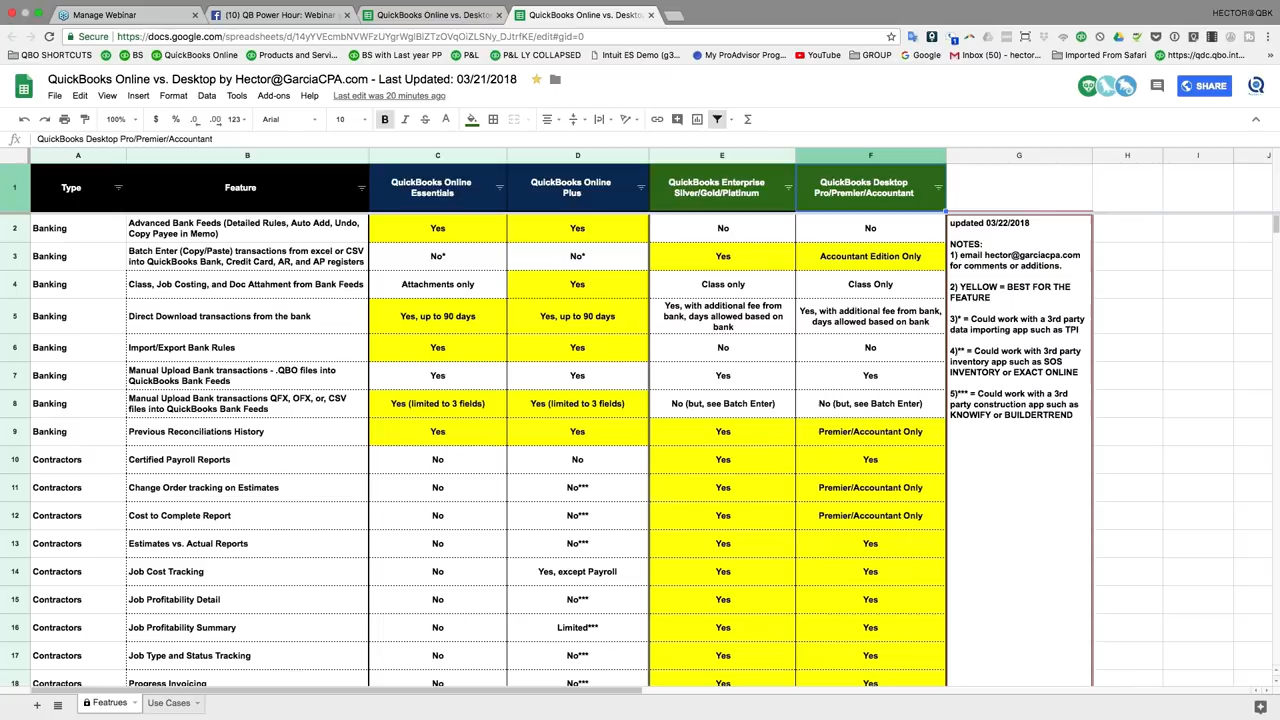 Manage Webinar
(10) QB Power Hour: Webinar
QuickBooks Online vs. Desktop
QuickBooks Online vs. Deskto
HECTOR@QBK
Secure https://docs.google.com/spreadsheets/d/14yYVEcmbNVWFzUYgrWglBlZTzOVqOiZLSNy_DJtrfKE/edit#gid=0
QBO SHORTCUTS
BS
QuickBooks Online
Products and Servic
BS with Last year PP
P&L
P&L LY COLLAPSED
Intuit ES Demo (g3...
My ProAdvisor Prog...
YouTube
Google
Inbox (50) - hector...
Imported From Safari
https://qdc.qbo.int...
QuickBooks Online vs. Desktop by Hector@GarciaCPA.com - Last Updated: 03/21/2018
File Edit View Insert Format Data Tools Add-ons Help Last edit was 20 minutes ago
SHARE
100% $ % .0 .00 123 Arial 10 B I S A
fx QuickBooks Desktop Pro/Premier/Accountant
A B C D E F G H I J
1 Type Feature QuickBooks Online Essentials QuickBooks Online Plus QuickBooks Enterprise Silver/Gold/Platinum QuickBooks Desktop Pro/Premier/Accountant
2 Banking Advanced Bank Feeds (Detailed Rules, Auto Add, Undo, Copy Payee in Memo) Yes Yes No No
3 Banking Batch Enter (Copy/Paste) transactions from excel or CSV into QuickBooks Bank, Credit Card, AR, and AP registers No* No* Yes Accountant Edition Only
4 Banking Class, Job Costing, and Doc Attahment from Bank Feeds Attachments only Yes Class only Class Only
5 Banking Direct Download transactions from the bank Yes, up to 90 days Yes, up to 90 days Yes, with additional fee from bank, days allowed based on bank Yes, with additional fee from bank, days allowed based on bank
6 Banking Import/Export Bank Rules Yes Yes No No
7 Banking Manual Upload Bank transactions - .QBO files into QuickBooks Bank Feeds Yes Yes Yes Yes
8 Banking Manual Upload Bank transactions QFX, OFX, or, CSV files into QuickBooks Bank Feeds Yes (limited to 3 fields) Yes (limited to 3 fields) No (but, see Batch Enter) No (but, see Batch Enter)
9 Banking Previous Reconciliations History Yes Yes Yes Premier/Accountant Only
10 Contractors Certified Payroll Reports No No Yes Yes
11 Contractors Change Order tracking on Estimates No No*** Yes Premier/Accountant Only
12 Contractors Cost to Complete Report No No*** Yes Premier/Accountant Only
13 Contractors Estimates vs. Actual Reports No No*** Yes Yes
14 Contractors Job Cost Tracking No Yes, except Payroll Yes Yes
15 Contractors Job Profitability Detail No No*** Yes Yes
16 Contractors Job Profitability Summary No Limited*** Yes Yes
17 Contractors Job Type and Status Tracking No No*** Yes Yes
18 Contractors Progress Invoicing No Yes Yes Yes
updated 03/22/2018
NOTES:
1) email hector@garciacpa.com
for comments or additions.
2) YELLOW = BEST FOR THE
FEATURE
3)* = Could work with a 3rd party
data importing app such as TPI
4)** = Could work with 3rd party
inventory app such as SOS
INVENTORY or EXACT ONLINE
5)*** = Could work with a 3rd
party construction app such as
KNOWIFY or BUILDERTREND
Featrues
Use Cases